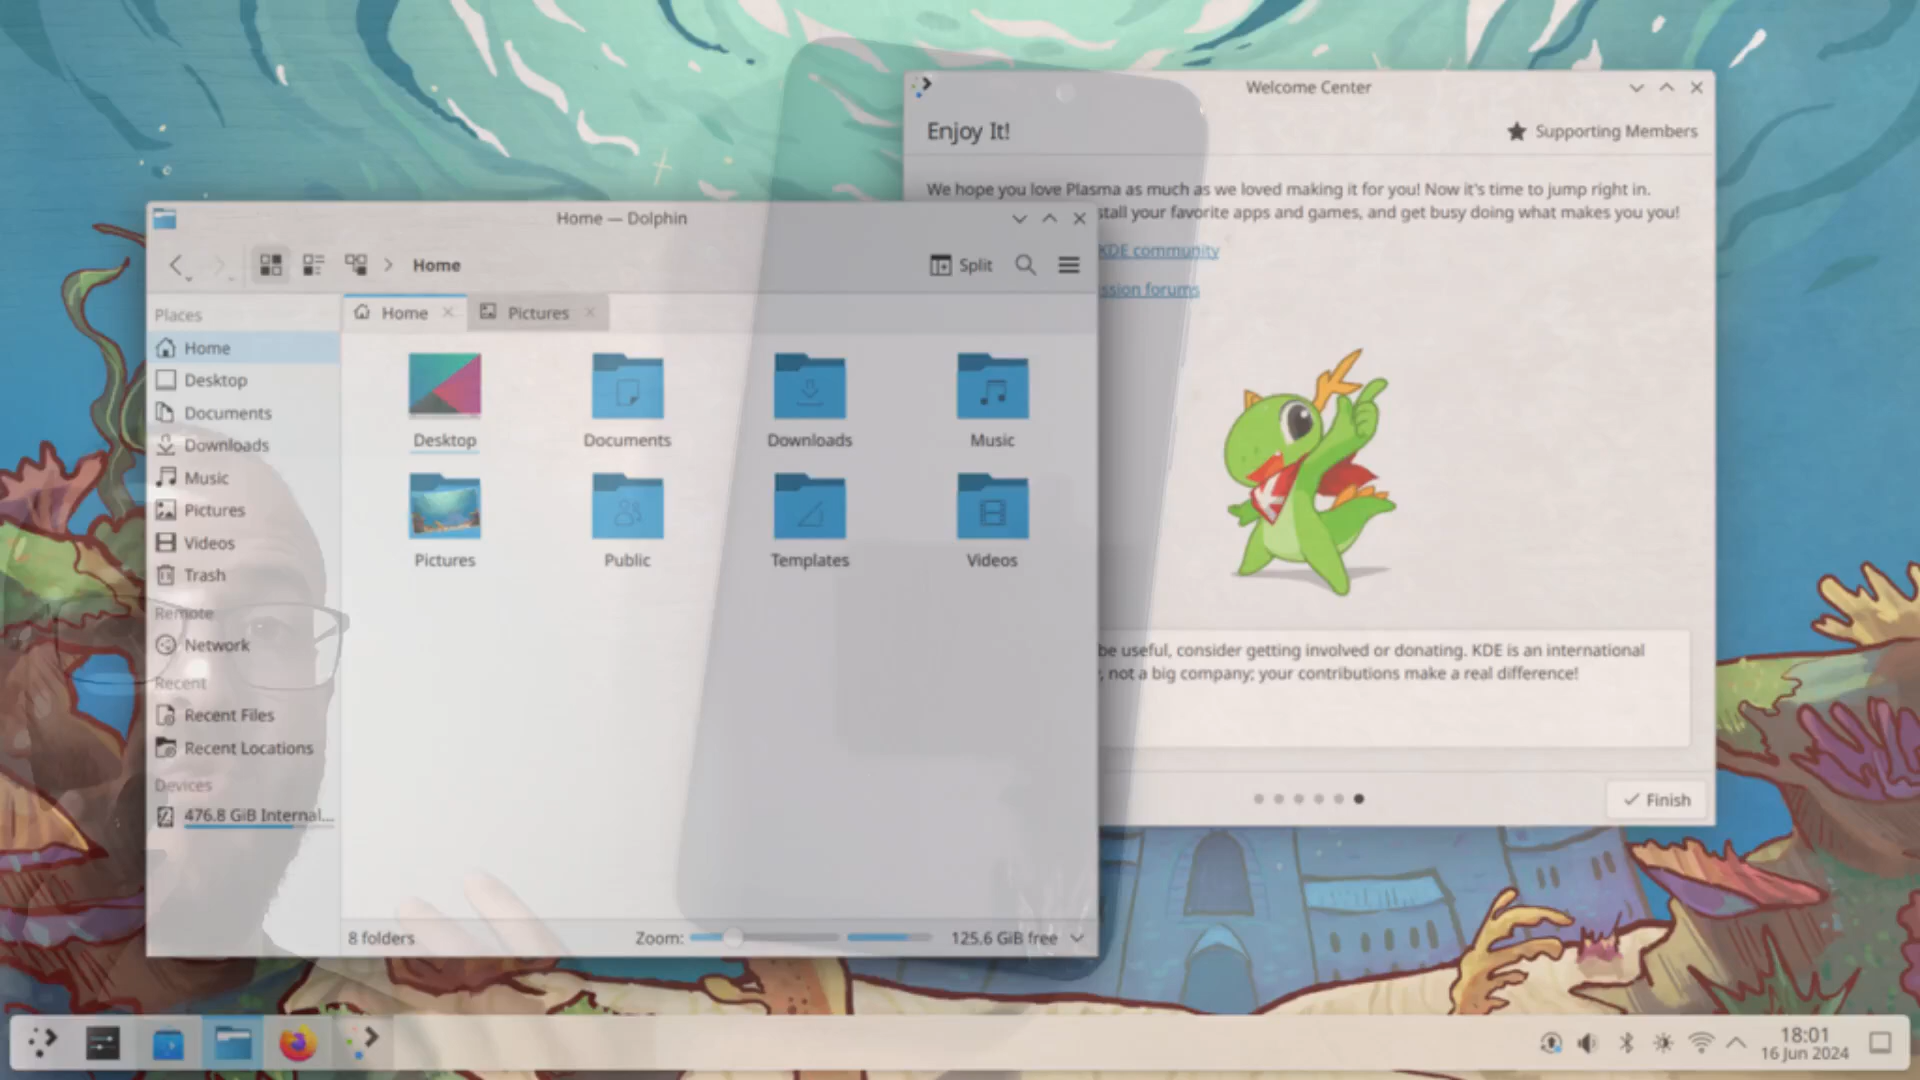 Welcome Center
Enjoy It!
Supporting Members
We hope you love Plasma as much as we loved making it for you! Now it's time to jump right in.
stall your favorite apps and games, and get busy doing what makes you you!
KDE community
ssion forums
be useful, consider getting involved or donating. KDE is an international
, not a big company; your contributions make a real difference!
Finish
Home — Dolphin
Home
Split
Places
Home
Pictures
Home
Desktop
Documents
Downloads
Music
Pictures
Videos
Trash
Remote
Network
Recent
Recent Files
Recent Locations
Devices
476.8 GiB Internal...
Desktop
Documents
Downloads
Music
Pictures
Public
Templates
Videos
8 folders
Zoom:
125.6 GiB free
18:01
16 Jun 2024